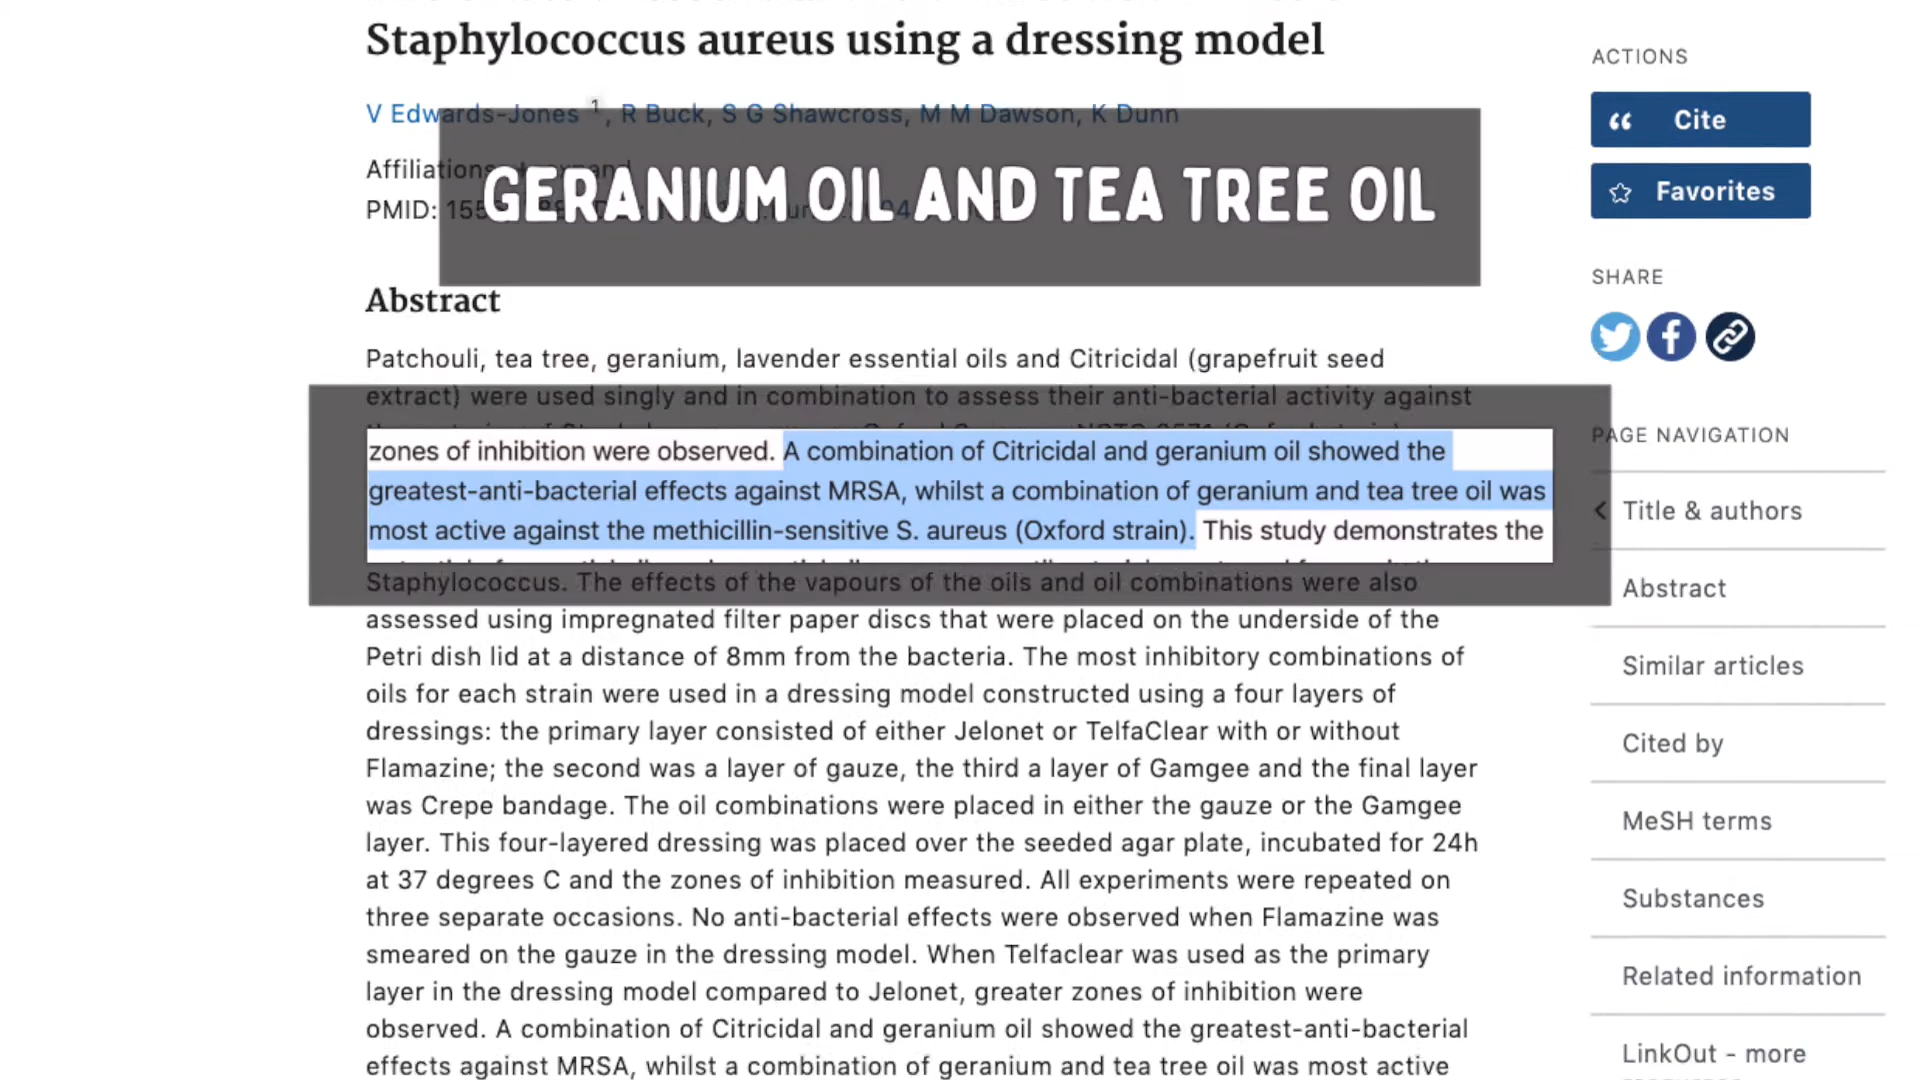 Staphylococcus aureus using a dressing model
V Edwards-Jones 1, R Buck, S G Shawcross, M M Dawson, K Dunn
Affiliations + expand
PMID:
GERANIUM OIL AND TEA TREE OIL
Abstract
Patchouli, tea tree, geranium, lavender essential oils and Citricidal (grapefruit seed
extract) were used singly and in combination to assess their anti-bacterial activity against
zones of inhibition were observed. A combination of Citricidal and geranium oil showed the
greatest-anti-bacterial effects against MRSA, whilst a combination of geranium and tea tree oil was
most active against the methicillin-sensitive S. aureus (Oxford strain). This study demonstrates the
Staphylococcus. The effects of the vapours of the oils and oil combinations were also
assessed using impregnated filter paper discs that were placed on the underside of the
Petri dish lid at a distance of 8mm from the bacteria. The most inhibitory combinations of
oils for each strain were used in a dressing model constructed using a four layers of
dressings: the primary layer consisted of either Jelonet or TelfaClear with or without
Flamazine; the second was a layer of gauze, the third a layer of Gamgee and the final layer
was Crepe bandage. The oil combinations were placed in either the gauze or the Gamgee
layer. This four-layered dressing was placed over the seeded agar plate, incubated for 24h
at 37 degrees C and the zones of inhibition measured. All experiments were repeated on
three separate occasions. No anti-bacterial effects were observed when Flamazine was
smeared on the gauze in the dressing model. When Telfaclear was used as the primary
layer in the dressing model compared to Jelonet, greater zones of inhibition were
observed. A combination of Citricidal and geranium oil showed the greatest-anti-bacterial
effects against MRSA, whilst a combination of geranium and tea tree oil was most active
ACTIONS
Cite
Favorites
SHARE
PAGE NAVIGATION
Title & authors
Abstract
Similar articles
Cited by
MeSH terms
Substances
Related information
LinkOut - more